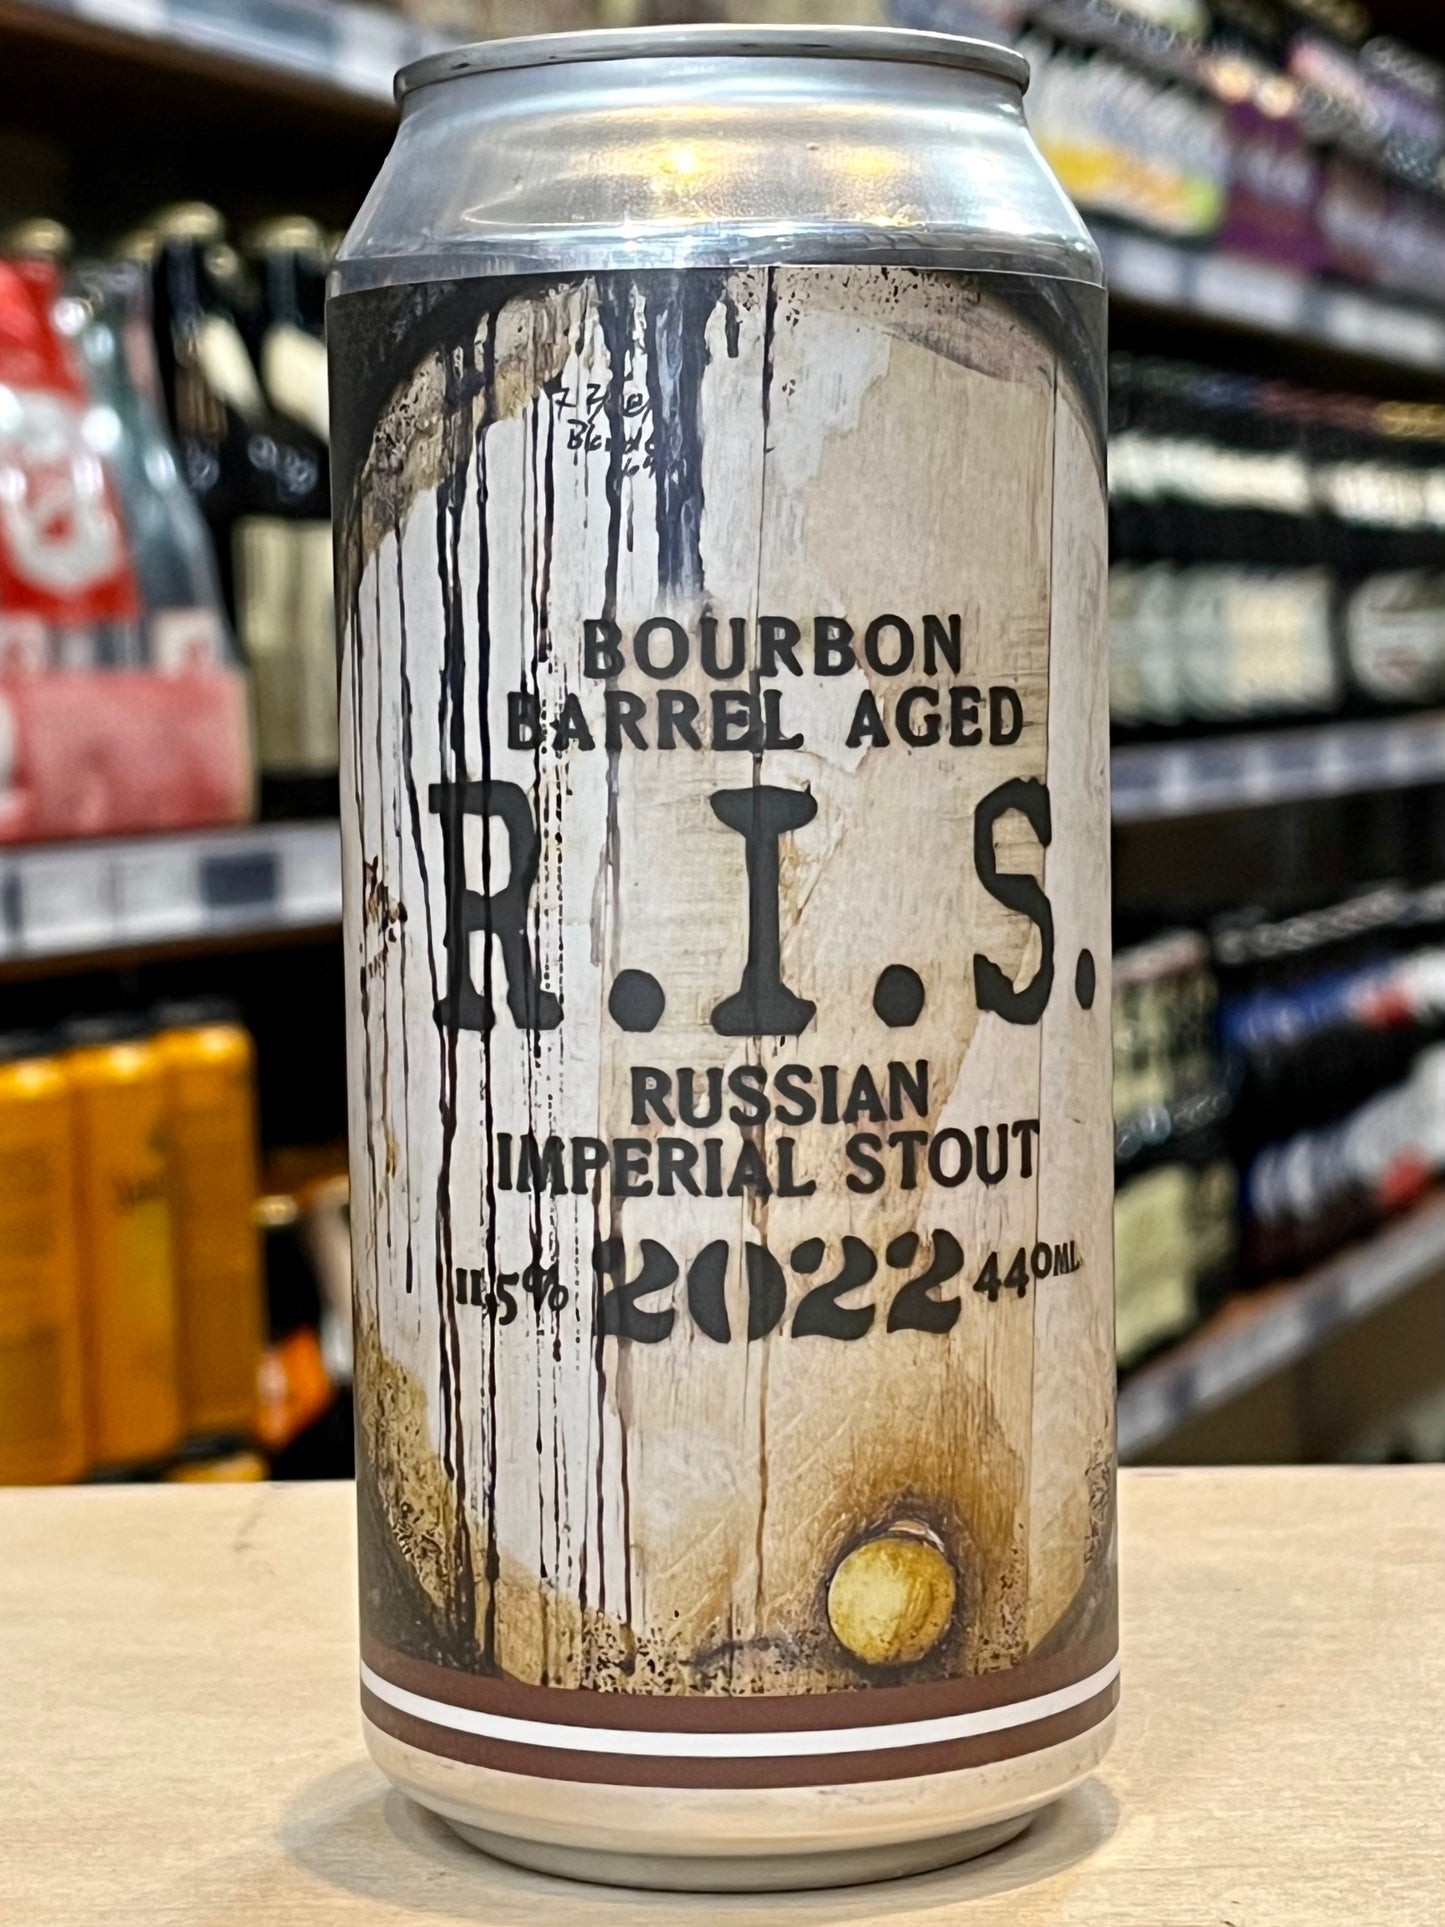 BOURBON
BARREL AGED
R.I.S.
RUSSIAN
IMPERIAL STOUT
11,5% 2022 440ML